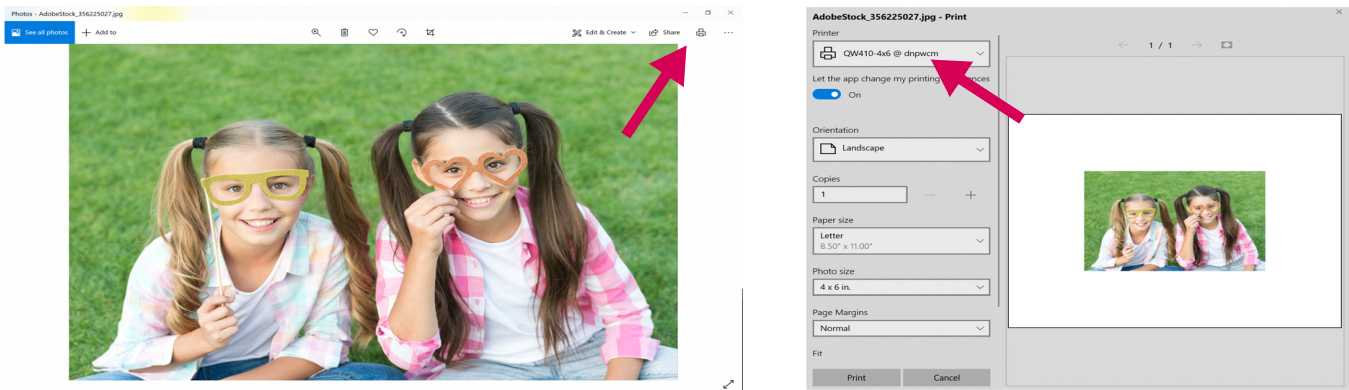 Photos - AdobeStock_356225027.jpg
See all photos + Add to Edit & Create Share
AdobeStock_356225027.jpg - Print
Printer
QW410-4x6 @ dnpwcm
1 / 1
Let the app change my printing
On
Orientation
Landscape
Copies
1
Paper size
Letter
8.50" x 11.00"
Photo size
4 x 6 in.
Page Margins
Normal
Fit
Print Cancel